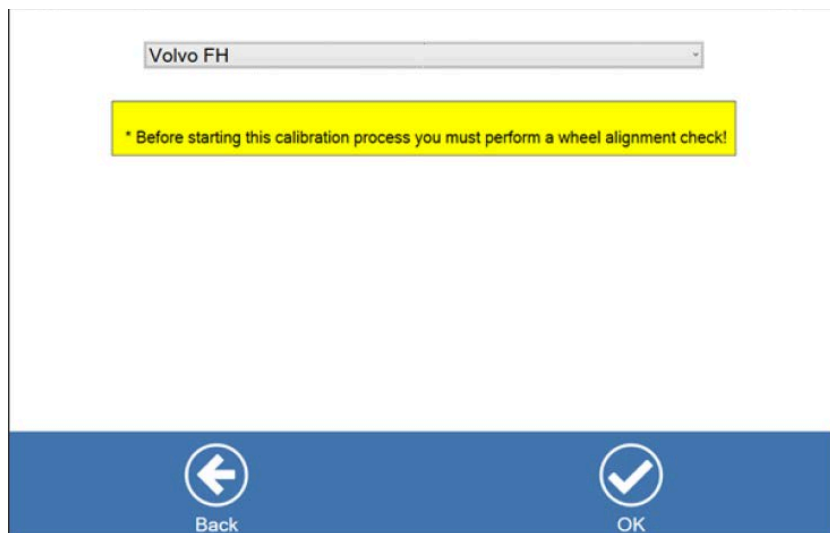 Volvo FH
* Before starting this calibration process you must perform a wheel alignment check!
Back
OK